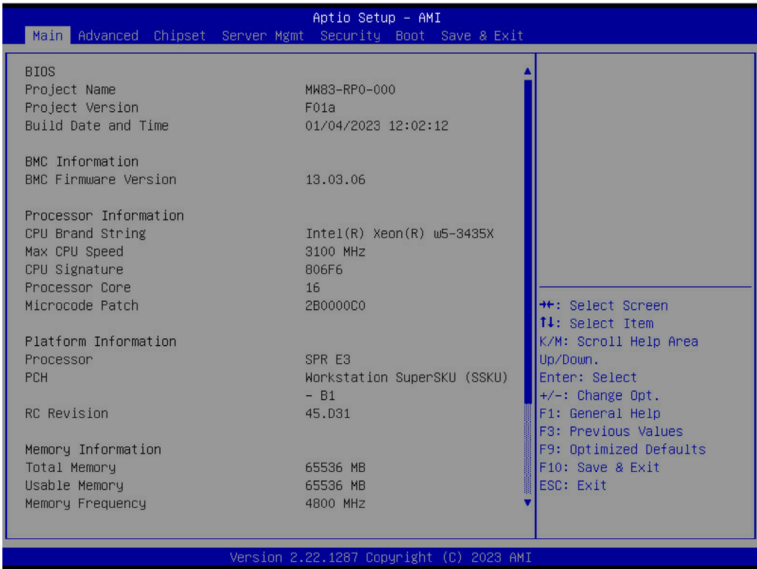 Aptio Setup – AMI
Main Advanced Chipset Server Mgmt Security Boot Save & Exit
BIOS
Project Name MW83-RP0-000
Project Version F01a
Build Date and Time 01/04/2023 12:02:12
BMC Information
BMC Firmware Version 13.03.06
Processor Information
CPU Brand String Intel(R) Xeon(R) w5-3435X
Max CPU Speed 3100 MHz
CPU Signature 806F6
Processor Core 16
Microcode Patch 2B0000C0
Platform Information
Processor SPR E3
PCH Workstation SuperSKU (SSKU)
– B1
RC Revision 45.D31
Memory Information
Total Memory 65536 MB
Usable Memory 65536 MB
Memory Frequency 4800 MHz
→←: Select Screen
↑↓: Select Item
K/M: Scroll Help Area
Up/Down.
Enter: Select
+/-: Change Opt.
F1: General Help
F3: Previous Values
F9: Optimized Defaults
F10: Save & Exit
ESC: Exit
Version 2.22.1287 Copyright (C) 2023 AMI